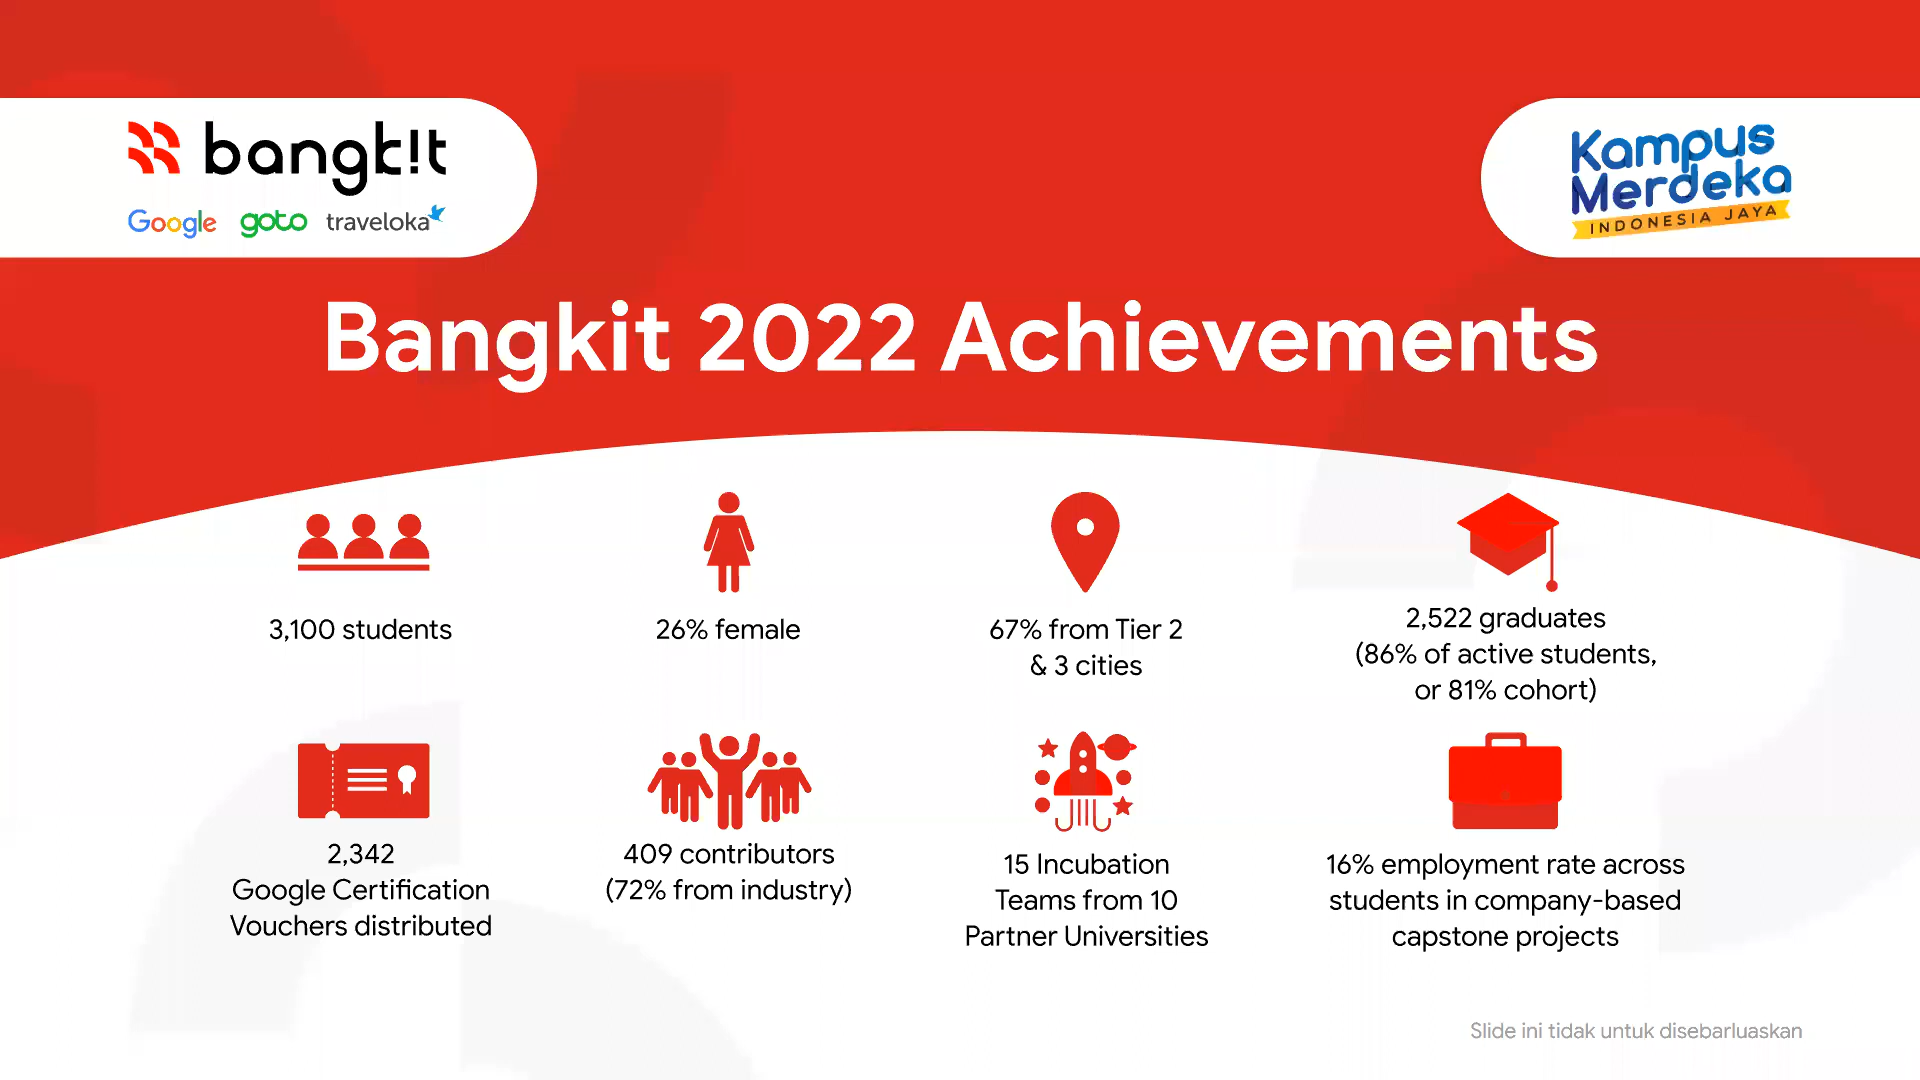 bangk!t
Google goto traveloka
Kampus
Merdeka
INDONESIA JAYA
Bangkit 2022 Achievements
3,100 students
26% female
67% from Tier 2
& 3 cities
2,522 graduates
(86% of active students,
or 81% cohort)
2,342
Google Certification
Vouchers distributed
409 contributors
(72% from industry)
15 Incubation
Teams from 10
Partner Universities
16% employment rate across
students in company-based
capstone projects
Slide ini tidak untuk disebarluaskan